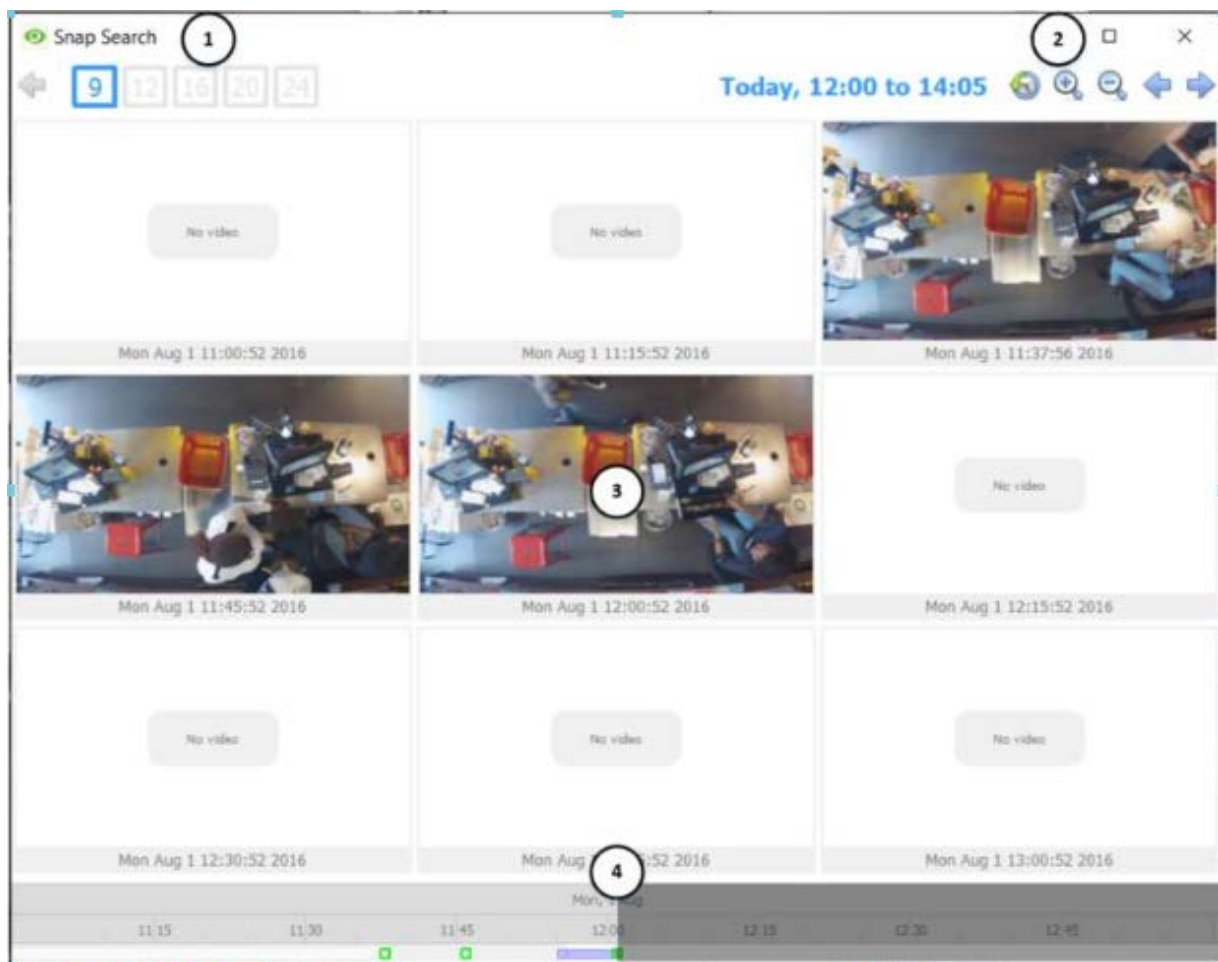 Snap Search 1 2
9 12 16 20 24 Today, 12:00 to 14:05
No video No video
Mon Aug 1 11:00:52 2016 Mon Aug 1 11:15:52 2016 Mon Aug 1 11:37:56 2016
3 No video
Mon Aug 1 11:45:52 2016 Mon Aug 1 12:00:52 2016 Mon Aug 1 12:15:52 2016
No video No video No video
Mon Aug 1 12:30:52 2016 Mon Aug 4 :52 2016 Mon Aug 1 13:00:52 2016
Mon, Aug
11:15 11:30 11:45 12:00 12:15 12:30 12:45